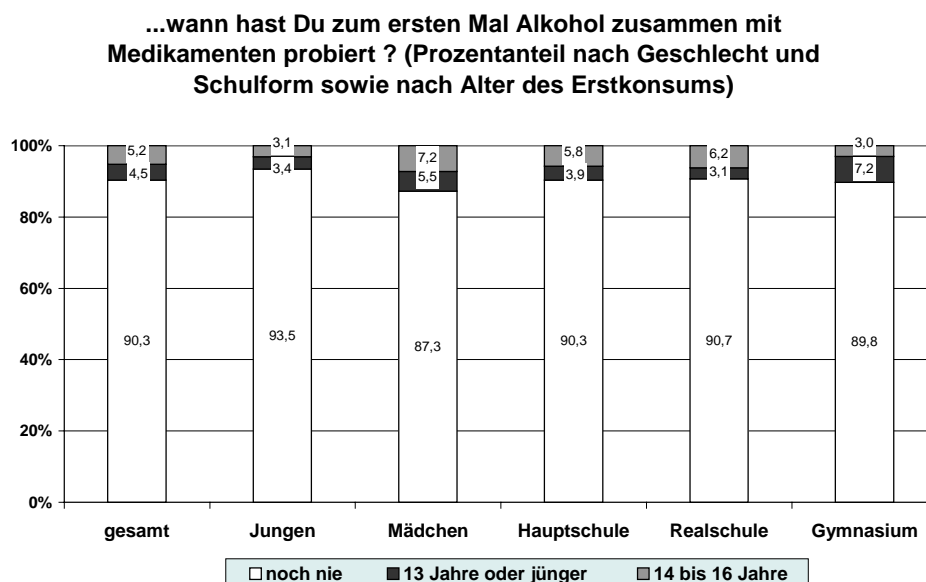 ...wann hast Du zum ersten Mal Alkohol zusammen mit
Medikamenten probiert ? (Prozentanteil nach Geschlecht und
Schulform sowie nach Alter des Erstkonsums)
100%
80%
60%
40%
20%
0%
5,2 3,1 7,2 5,8 6,2 3,0
4,5 3,4 5,5 3,9 3,1 7,2
90,3 93,5 87,3 90,3 90,7 89,8
gesamt Jungen Mädchen Hauptschule Realschule Gymnasium
noch nie 13 Jahre oder jünger 14 bis 16 Jahre